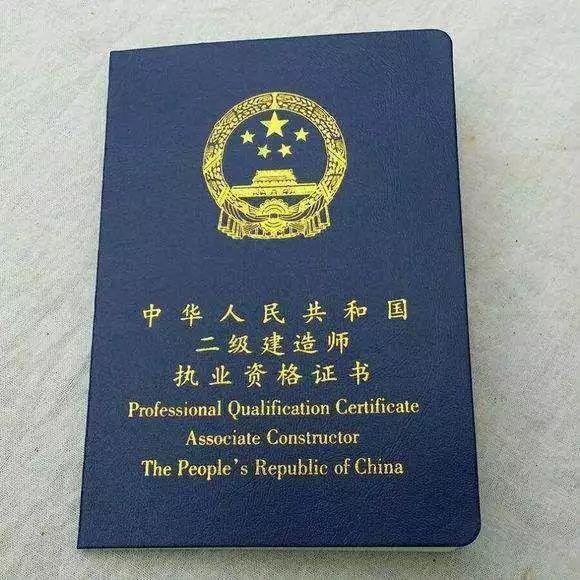 中华人民共和国
二级建造师
执业资格证书
Professional Qualification Certificate
Associate Constructor
The People's Republic of China